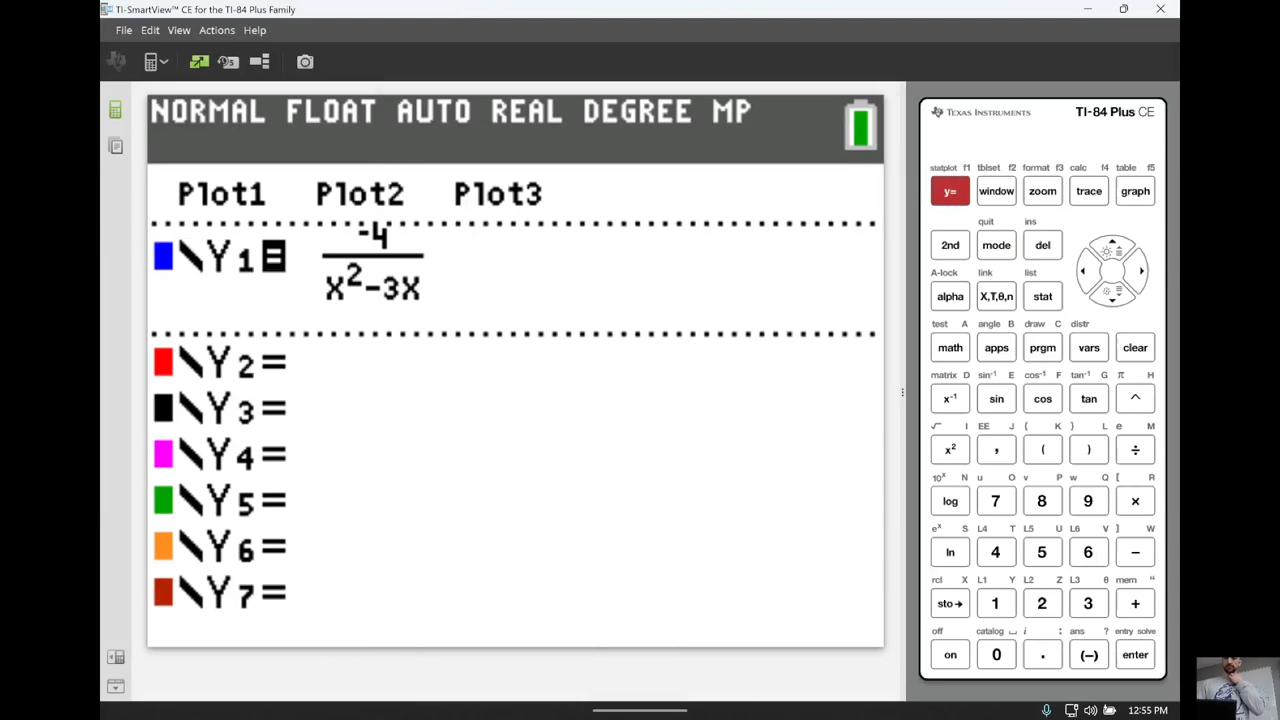 TI-SmartView™ CE for the TI-84 Plus Family
File Edit View Actions Help
NORMAL FLOAT AUTO REAL DEGREE MP
Plot1 Plot2 Plot3
\Y1= -4
X²-3X
\Y2=
\Y3=
\Y4=
\Y5=
\Y6=
\Y7=
TEXAS INSTRUMENTS TI-84 Plus CE
statplot f1 tblset f2 format f3 calc f4 table f5
y= window zoom trace graph
quit ins
2nd mode del
A-lock link list
alpha X,T,θ,n stat
test A angle B draw C distr
math apps prgm vars clear
matrix D sin⁻¹ E cos⁻¹ F tan⁻¹ G π H
x⁻¹ sin cos tan ^
√ I EE J { K } L e M
x² , ( ) ÷
10ˣ N u O v P w Q [ R
log 7 8 9 ×
eˣ S L4 T L5 U L6 V ] W
ln 4 5 6 −
rcl X L1 Y L2 Z L3 θ mem “
sto→ 1 2 3 +
off catalog ⎵ i : ans ? entry solve
on 0 . (−) enter
12:55 PM